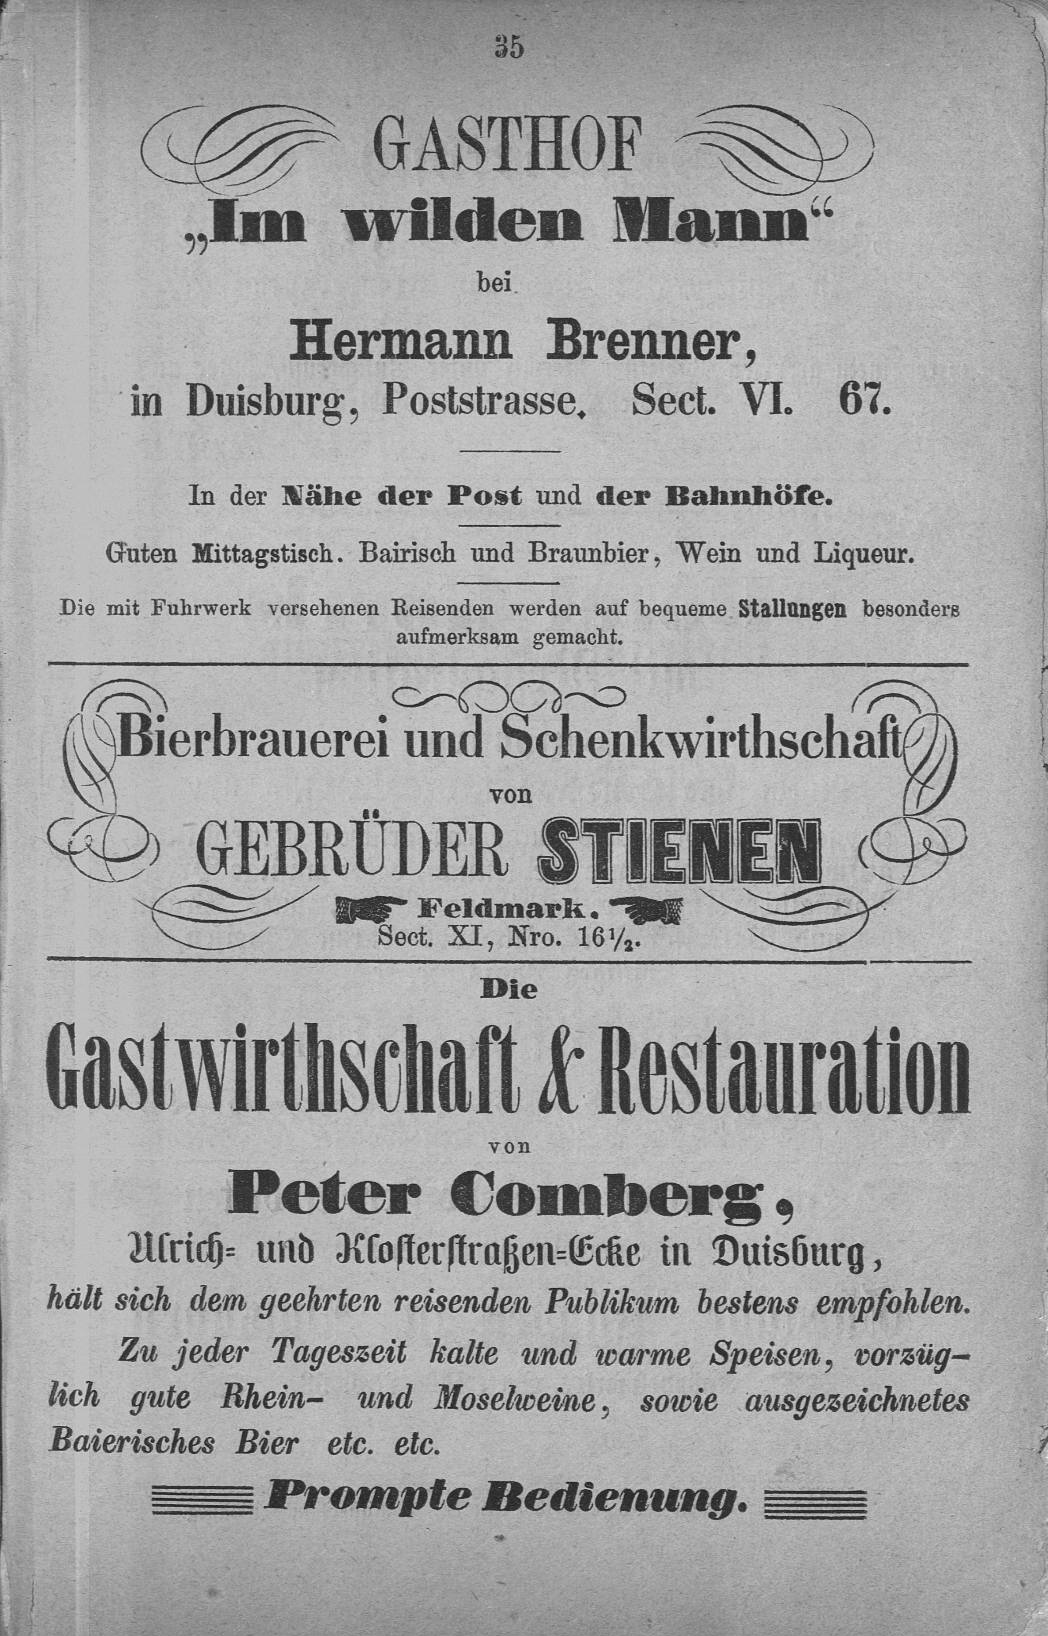 35
GASTHOF
„Im wilden Mann“
bei
Hermann Brenner,
in Duisburg, Poststrasse. Sect. VI. 67.
In der Nähe der Post und der Bahnhöfe.
Guten Mittagstisch. Bairisch und Braunbier, Wein und Liqueur.
Die mit Fuhrwerk versehenen Reisenden werden auf bequeme Stallungen besonders
aufmerksam gemacht.
Bierbrauerei und Schenkwirthschaft
von
GEBRÜDER STIENEN
Feldmark.
Sect. XI, Nro. 16½.
Die
Gastwirthschaft & Restauration
von
Peter Comberg,
Ulrich= und Klosterstraßen=Ecke in Duisburg,
hält sich dem geehrten reisenden Publikum bestens empfohlen.
Zu jeder Tageszeit kalte und warme Speisen, vorzüg-
lich gute Rhein- und Moselweine, sowie ausgezeichnetes
Baierisches Bier etc. etc.
Prompte Bedienung.